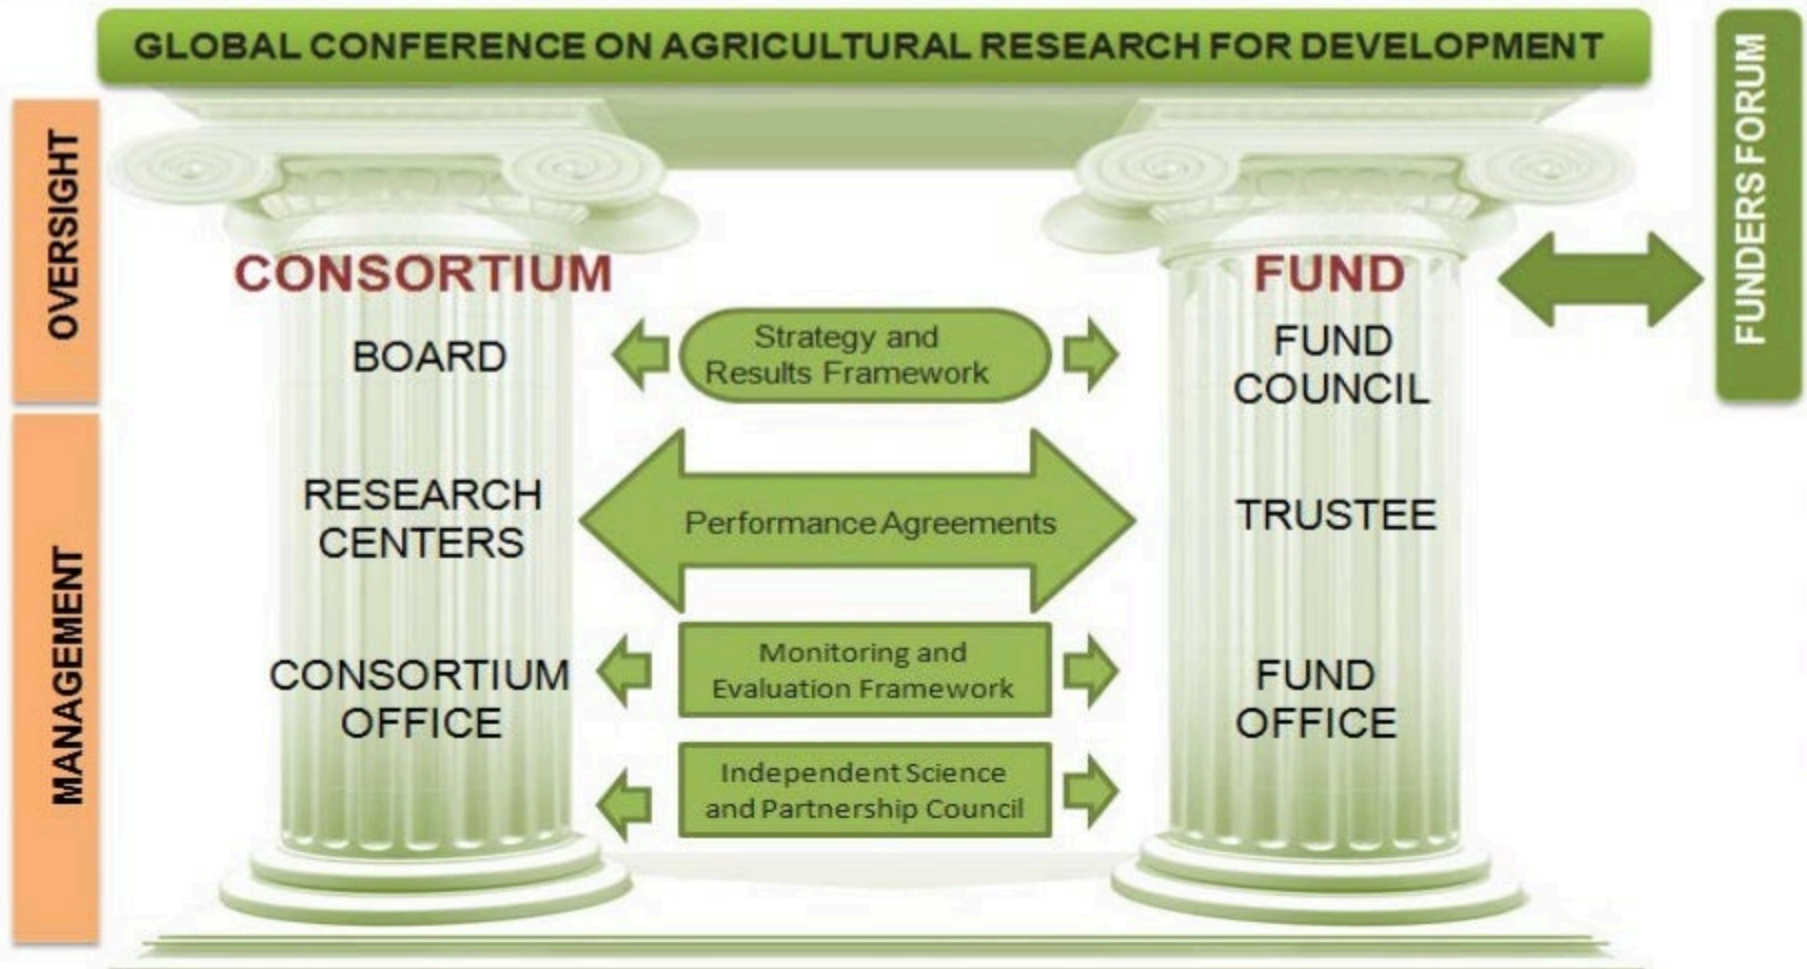 GLOBAL CONFERENCE ON AGRICULTURAL RESEARCH FOR DEVELOPMENT
FUNDERS FORUM
OVERSIGHT
CONSORTIUM
FUND
BOARD
Strategy and
Results Framework
FUND
COUNCIL
MANAGEMENT
RESEARCH
CENTERS
Performance Agreements
TRUSTEE
CONSORTIUM
OFFICE
Monitoring and
Evaluation Framework
FUND
OFFICE
Independent Science
and Partnership Council